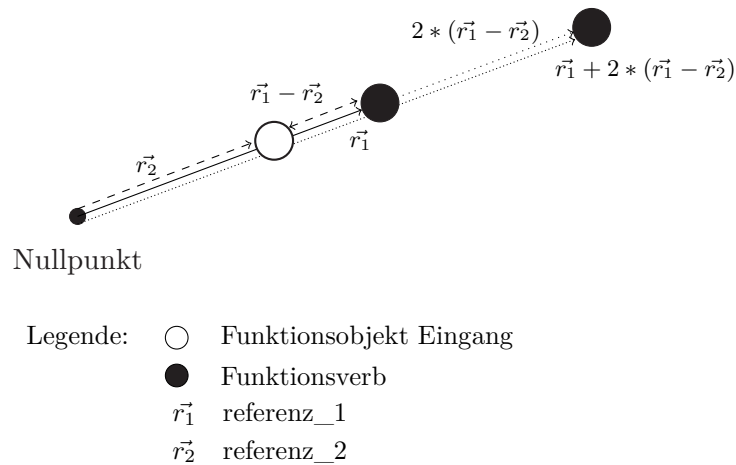 2 ∗ (r⃗1 − r⃗2)
r⃗1 + 2 ∗ (r⃗1 − r⃗2)
r⃗1 − r⃗2
r⃗1
r⃗2
Nullpunkt
Legende:
Funktionsobjekt Eingang
Funktionsverb
r⃗1 referenz_1
r⃗2 referenz_2